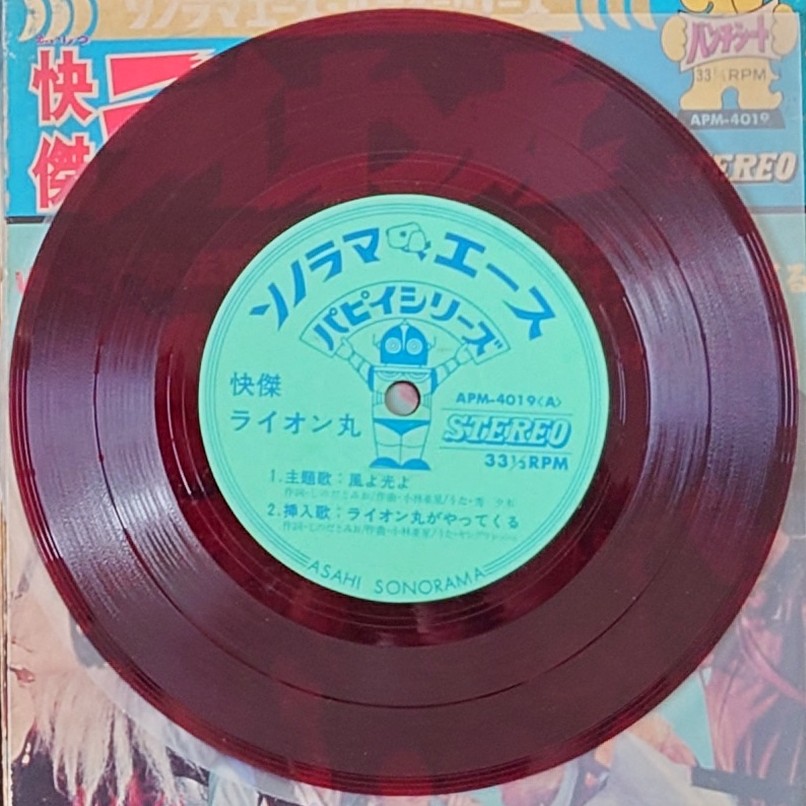 快傑
パンチシート
33⅓RPM
APM-4019
ソノラマエース
パピイシリーズ
快傑
ライオン丸
APM-4019〈A〉
STEREO
33⅓RPM
1.主題歌：風よ光よ
2.挿入歌：ライオン丸がやってくる
ASAHI SONORAMA